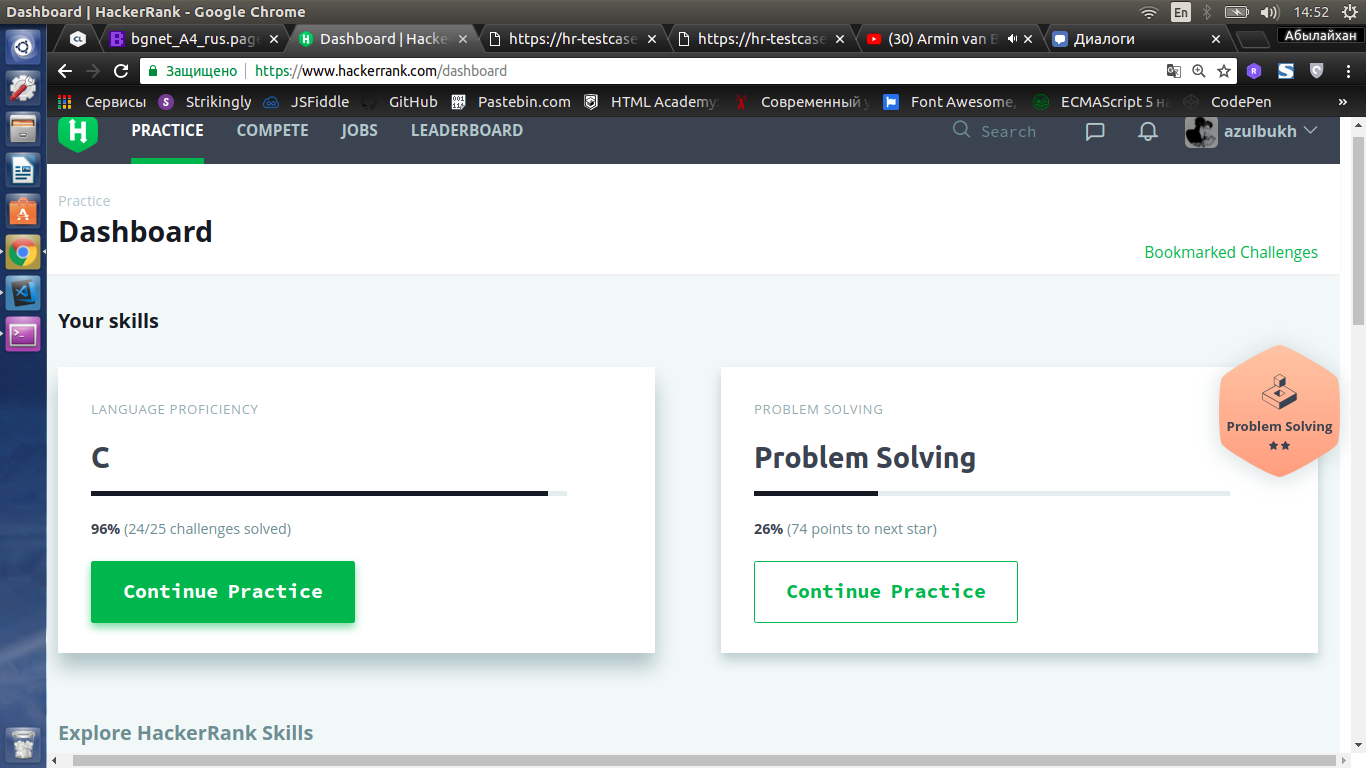 Dashboard | HackerRank - Google Chrome
En
14:52
CL
bgnet_A4_rus.page
Dashboard | Hacke
https://hr-testcase
https://hr-testcase
(30) Armin van B
Диалоги
Абылайхан
Защищено
https://www.hackerrank.com/dashboard
R
S
Сервисы
Strikingly
JSFiddle
GitHub
Pastebin.com
HTML Academy:
Современный у
Font Awesome,
ECMAScript 5 на
CodePen
»
H
PRACTICE
COMPETE
JOBS
LEADERBOARD
Search
azulbukh
Practice
Dashboard
Bookmarked Challenges
Your skills
LANGUAGE PROFICIENCY
C
96% (24/25 challenges solved)
Continue Practice
PROBLEM SOLVING
Problem Solving
26% (74 points to next star)
Continue Practice
Problem Solving
Explore HackerRank Skills